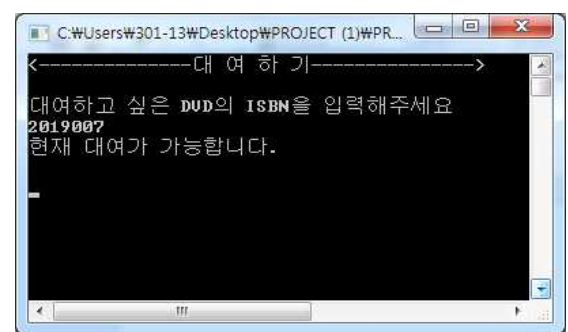 C:₩Users₩301-13₩Desktop₩PROJECT (1)₩PR...
<--------------대 여 하 기--------------->
대여하고 싶은 DVD의 ISBN을 입력해주세요
2019007
현재 대여가 가능합니다.